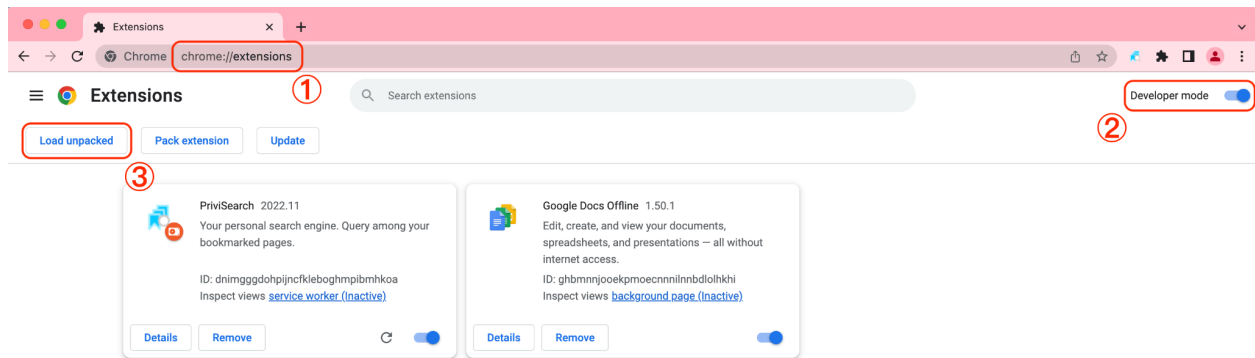 Extensions
Chrome chrome://extensions
①
Extensions
Search extensions
Developer mode
②
Load unpacked
Pack extension
Update
③
PriviSearch 2022.11
Your personal search engine. Query among your
bookmarked pages.
ID: dnimgggdohpijncfkleboghmpibmhkoa
Inspect views service worker (Inactive)
Details
Remove
Google Docs Offline 1.50.1
Edit, create, and view your documents,
spreadsheets, and presentations — all without
internet access.
ID: ghbmnnjooekpmoecnnnilnnbdlolhkhi
Inspect views background page (Inactive)
Details
Remove